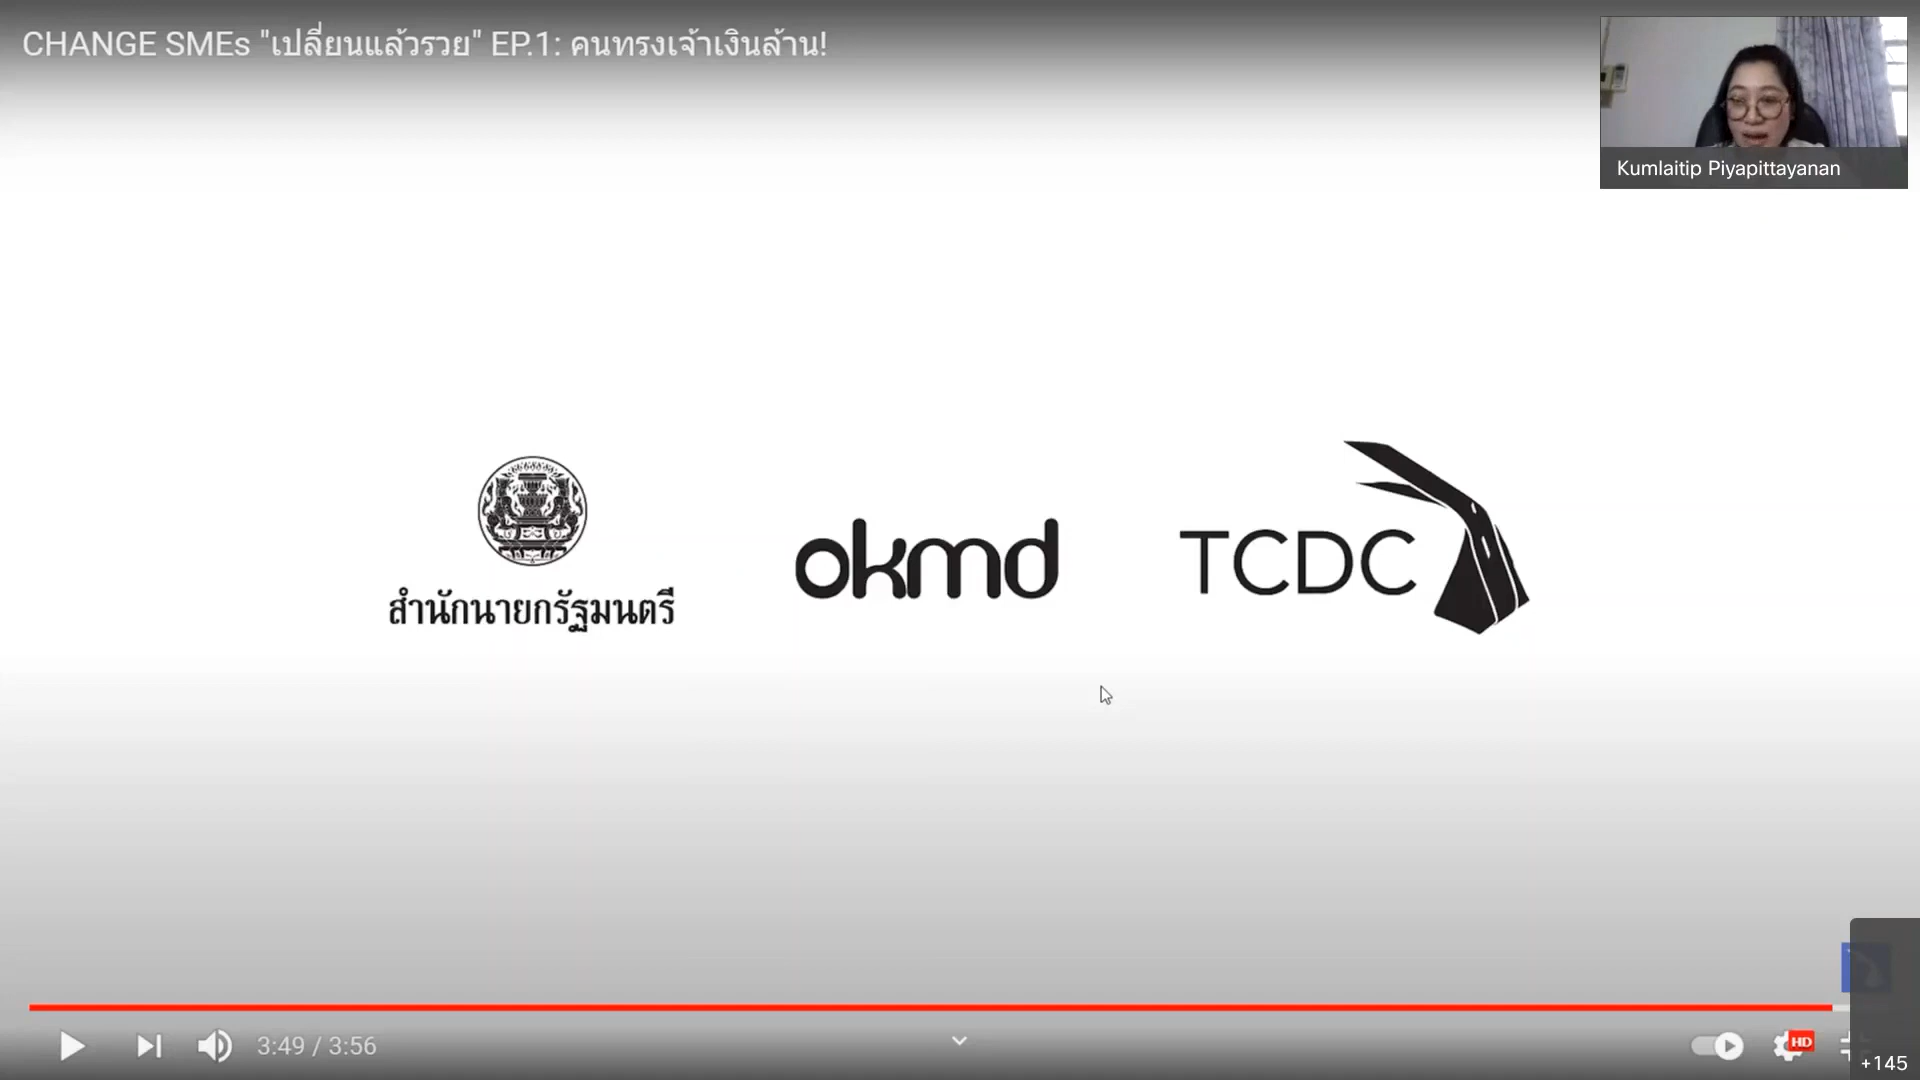 CHANGE SMEs "เปลี่ยนแล้วรวย" EP.1: คนทรงเจ้าเงินล้าน!
Kumlaitip Piyapittayanan
สำนักนายกรัฐมนตรี
okmd
TCDC
3:49 / 3:56
HD
+145